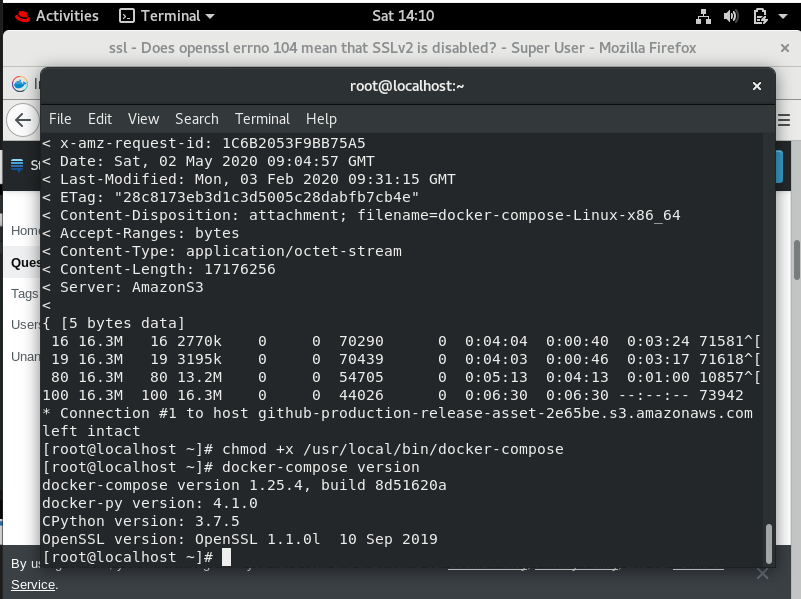 Activities Terminal Sat 14:10
ssl - Does openssl errno 104 mean that SSLv2 is disabled? - Super User - Mozilla Firefox
root@localhost:~
File Edit View Search Terminal Help
< x-amz-request-id: 1C6B2053F9BB75A5
< Date: Sat, 02 May 2020 09:04:57 GMT
< Last-Modified: Mon, 03 Feb 2020 09:31:15 GMT
< ETag: "28c8173eb3d1c3d5005c28dabfb7cb4e"
< Content-Disposition: attachment; filename=docker-compose-Linux-x86_64
< Accept-Ranges: bytes
< Content-Type: application/octet-stream
< Content-Length: 17176256
< Server: AmazonS3
<
{ [5 bytes data]
16 16.3M 16 2770k 0 0 70290 0 0:04:04 0:00:40 0:03:24 71581^[
19 16.3M 19 3195k 0 0 70439 0 0:04:03 0:00:46 0:03:17 71618^[
80 16.3M 80 13.2M 0 0 54705 0 0:05:13 0:04:13 0:01:00 10857^[
100 16.3M 100 16.3M 0 0 44026 0 0:06:30 0:06:30 --:--:-- 73942
* Connection #1 to host github-production-release-asset-2e65be.s3.amazonaws.com
left intact
[root@localhost ~]# chmod +x /usr/local/bin/docker-compose
[root@localhost ~]# docker-compose version
docker-compose version 1.25.4, build 8d51620a
docker-py version: 4.1.0
CPython version: 3.7.5
OpenSSL version: OpenSSL 1.1.0l 10 Sep 2019
[root@localhost ~]#
Home
Ques
Tags
Users
Unan
By us
Service.